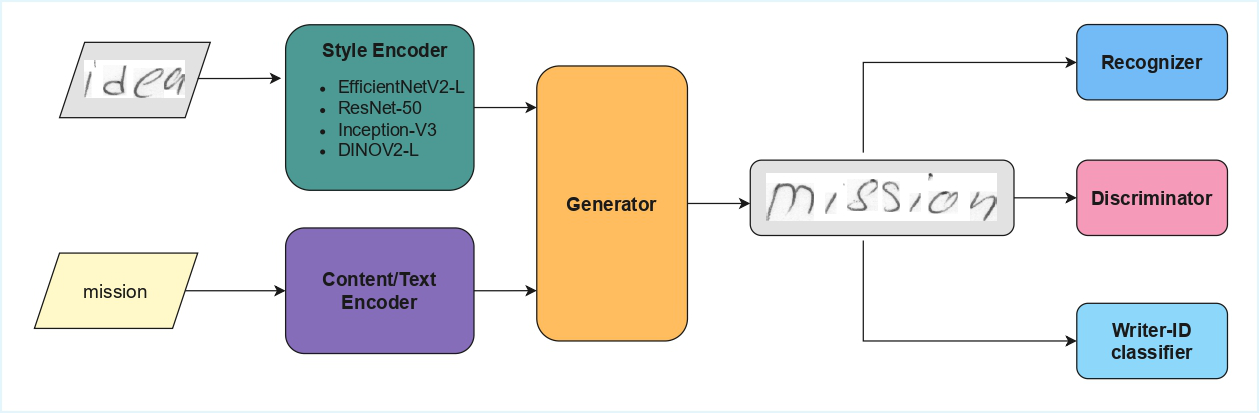 idea
Style Encoder
• EfficientNetV2-L
• ResNet-50
• Inception-V3
• DINOV2-L
mission
Content/Text
Encoder
Generator
mission
Recognizer
Discriminator
Writer-ID
classifier